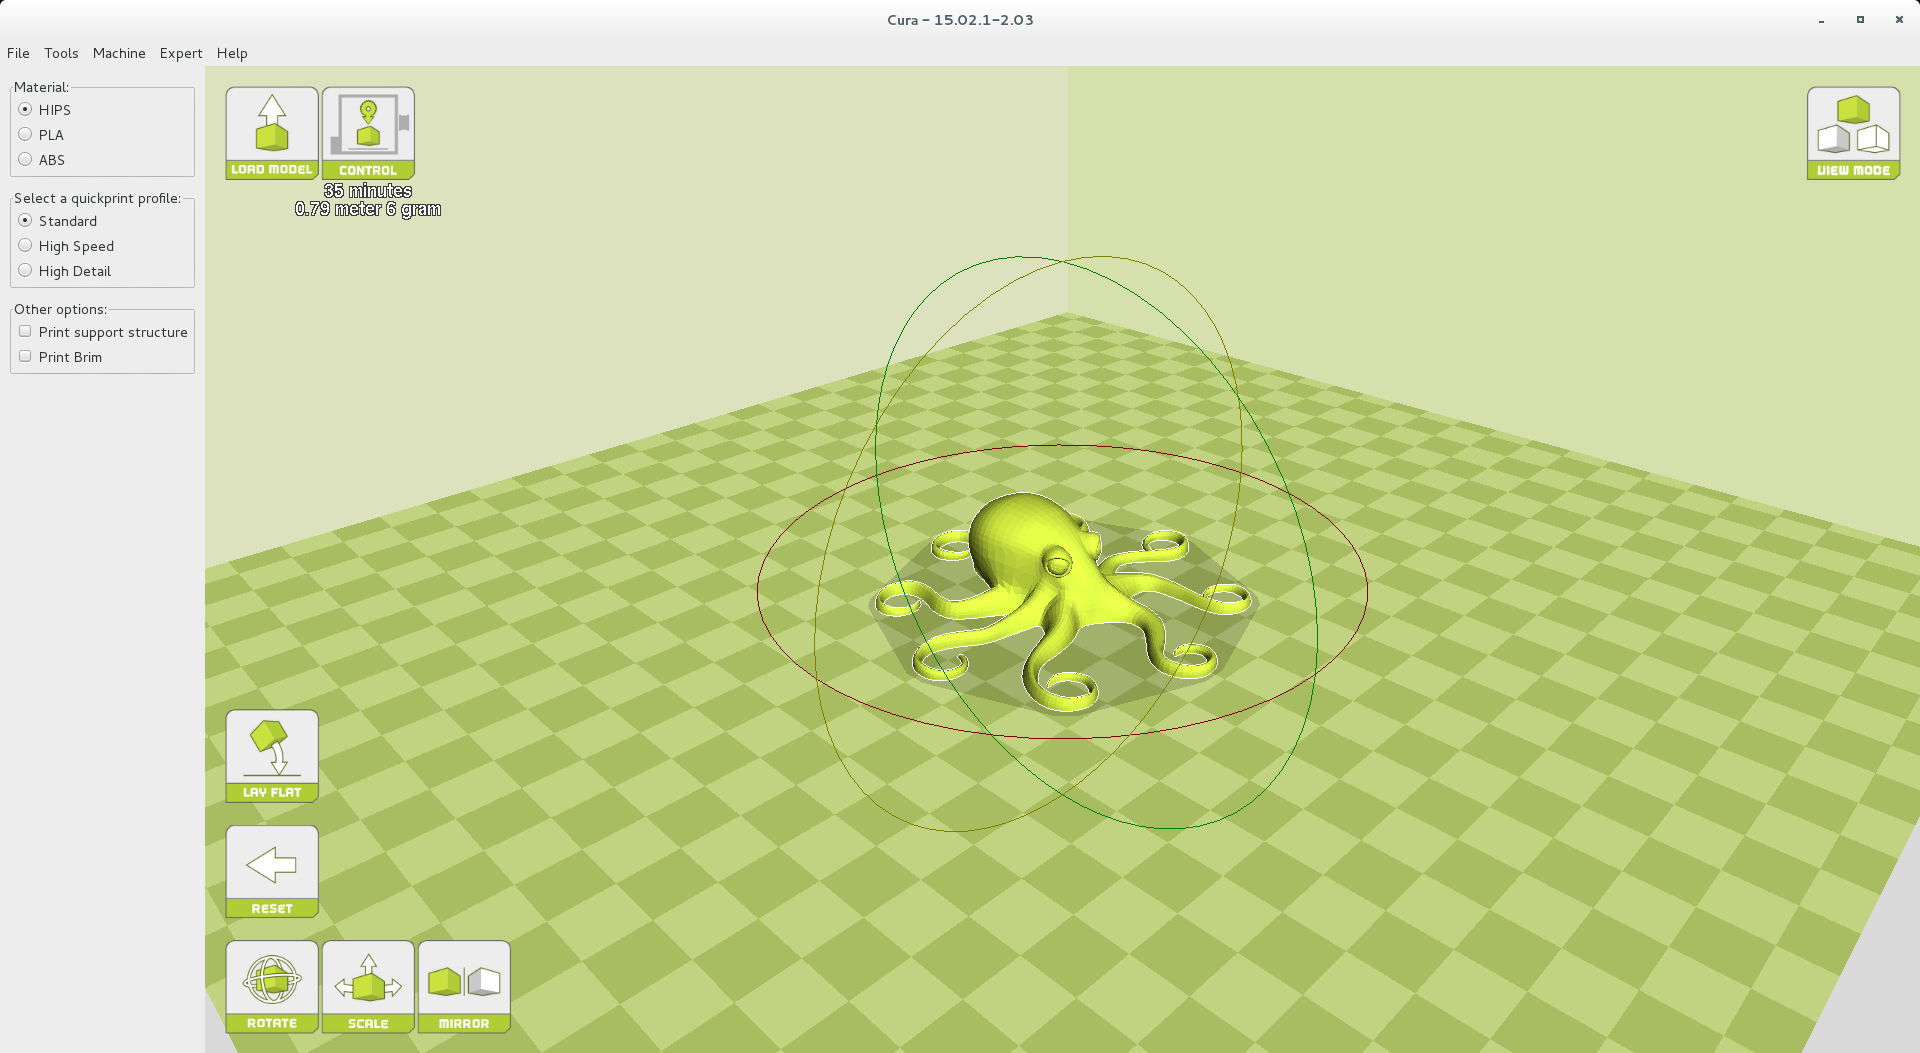 Cura - 15.02.1-2.03
File Tools Machine Expert Help
Material:
HIPS
PLA
ABS
Select a quickprint profile:
Standard
High Speed
High Detail
Other options:
Print support structure
Print Brim
LOAD MODEL
CONTROL
35 minutes
0.79 meter 6 gram
VIEW MODE
LAY FLAT
RESET
ROTATE
SCALE
MIRROR